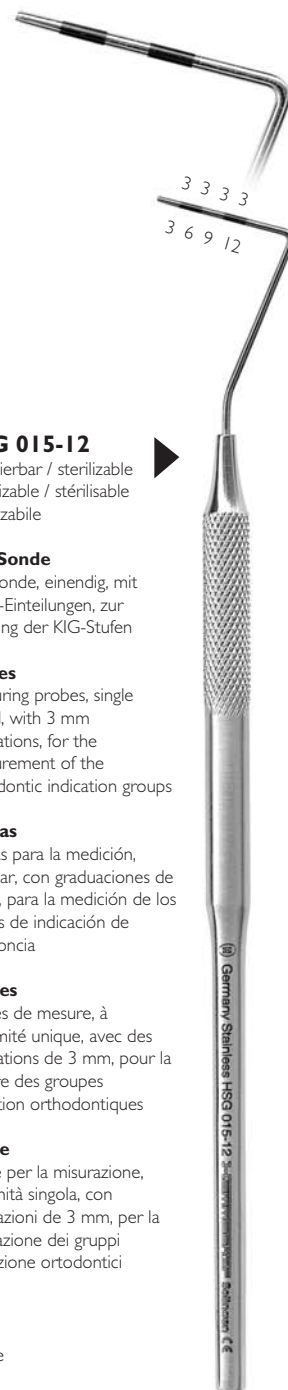 3 3 3 3
3 6 9 12
G 015-12
ierbar / sterilizable
izable / stérilisable
zabile
Sonde
onde, einendig, mit
-Einteilungen, zur
ng der KIG-Stufen
es
uring probes, single
, with 3 mm
ations, for the
urement of the
dontic indication groups
as
s para la medición,
ar, con graduaciones de
, para la medición de los
s de indicación de
oncia
es
es de mesure, à
mité unique, avec des
ations de 3 mm, pour la
e des groupes
tion orthodontiques
e
e per la misurazione,
nità singola, con
azioni de 3 mm, per la
azione dei gruppi
zione ortodontici
e
Germany Stainless HSG 015-12 Solingen CE